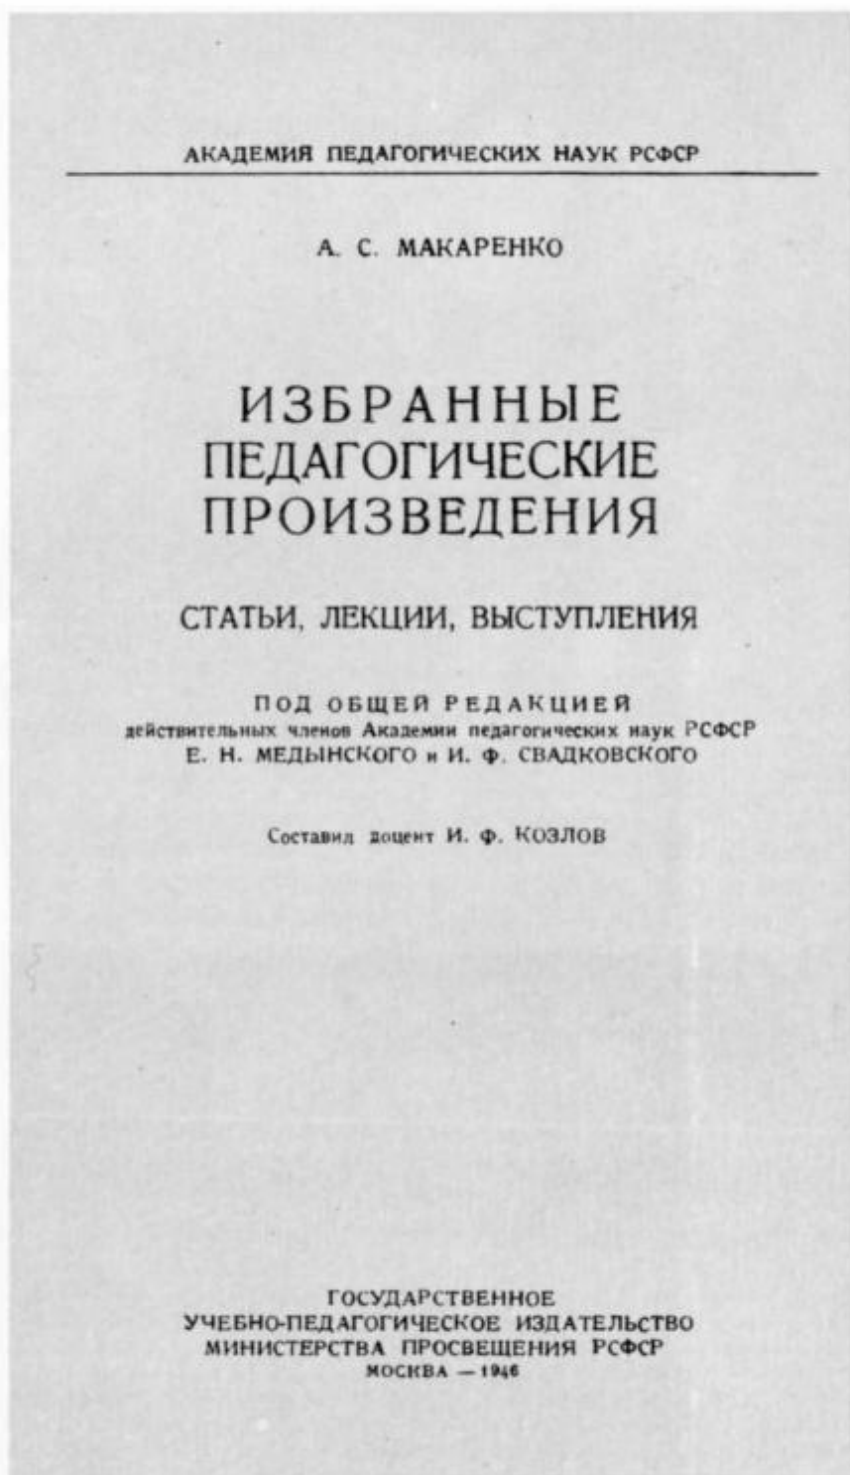 АКАДЕМИЯ ПЕДАГОГИЧЕСКИХ НАУК РСФСР
А. С. МАКАРЕНКО
ИЗБРАННЫЕ
ПЕДАГОГИЧЕСКИЕ
ПРОИЗВЕДЕНИЯ
СТАТЬИ, ЛЕКЦИИ, ВЫСТУПЛЕНИЯ
ПОД ОБЩЕЙ РЕДАКЦИЕЙ
действительных членов Академии педагогических наук РСФСР
Е. Н. МЕДЫНСКОГО и И. Ф. СВАДКОВСКОГО
Составил доцент И. Ф. КОЗЛОВ
ГОСУДАРСТВЕННОЕ
УЧЕБНО-ПЕДАГОГИЧЕСКОЕ ИЗДАТЕЛЬСТВО
МИНИСТЕРСТВА ПРОСВЕЩЕНИЯ РСФСР
МОСКВА — 1946